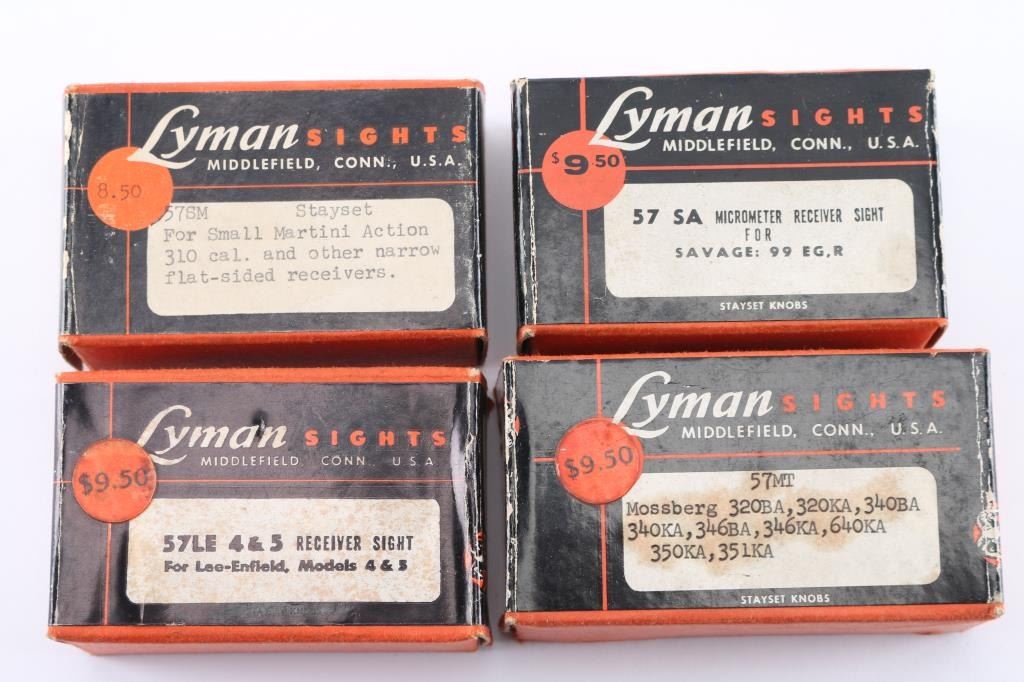 Lyman SIGHTS
MIDDLEFIELD, CONN., U.S.A.
8.50
57SM Stayset
For Small Martini Action
310 cal. and other narrow
flat-sided receivers.
Lyman SIGHTS
MIDDLEFIELD, CONN., U.S.A.
$9.50
57 SA MICROMETER RECEIVER SIGHT
FOR
SAVAGE: 99 EG,R
STAYSET KNOBS
Lyman SIGHTS
MIDDLEFIELD CONN. U S A
$9.50
57LE 4 & 5 RECEIVER SIGHT
For Lee-Enfield, Models 4 & 5
Lyman SIGHTS
MIDDLEFIELD, CONN., U.S.A.
$9.50
57MT
Mossberg 320BA,320KA,340BA
340KA,346BA,346KA,640KA
350KA,351KA
STAYSET KNOBS